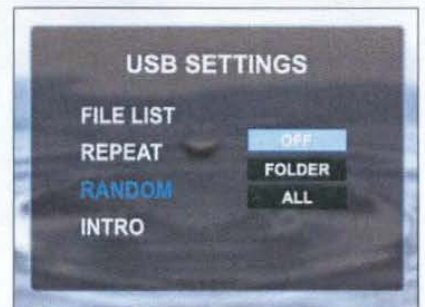 USB SETTINGS
FILE LIST
REPEAT
OFF
FOLDER
RANDOM
ALL
INTRO